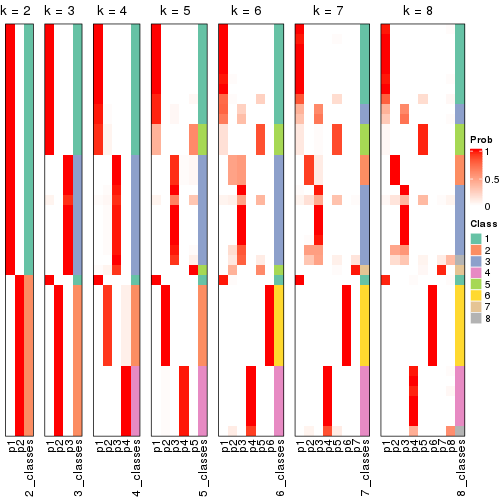 k = 2 k = 3 k = 4 k = 5 k = 6 k = 7 k = 8
Prob
1
0.5
0
Class
1
2
3
4
5
6
7
8
p1 p2 2_classes
p1 p2 p3 3_classes
p1 p2 p3 p4 4_classes
p1 p2 p3 p4 p5 5_classes
p1 p2 p3 p4 p5 p6 6_classes
p1 p2 p3 p4 p5 p6 p7 7_classes
p1 p2 p3 p4 p5 p6 p7 p8 8_classes